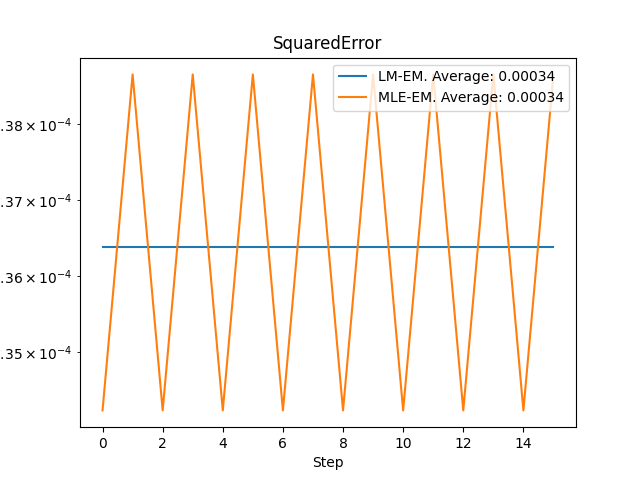 SquaredError
LM-EM. Average: 0.00034
MLE-EM. Average: 0.00034
.38 × 10⁻⁴
.37 × 10⁻⁴
.36 × 10⁻⁴
.35 × 10⁻⁴
0 2 4 6 8 10 12 14
Step